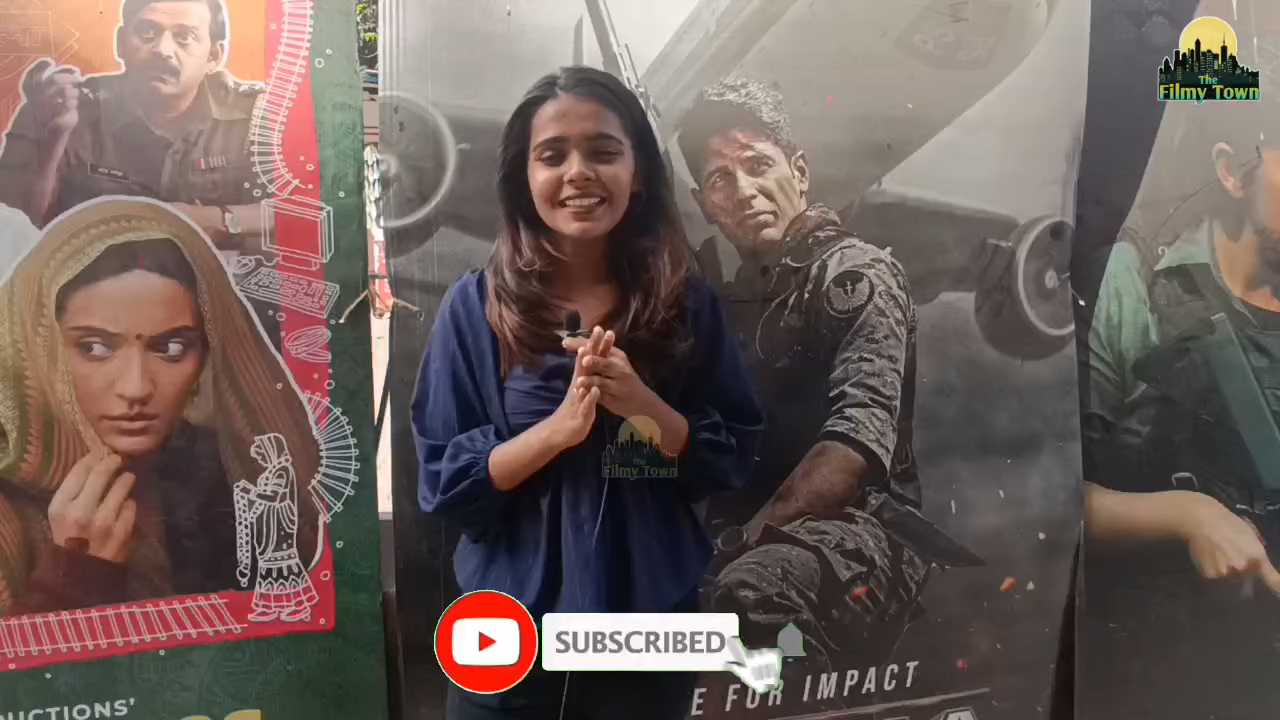 The
Filmy Town
The
Filmy Town
SUBSCRIBED
E FOR IMPACT
UCTIONS'